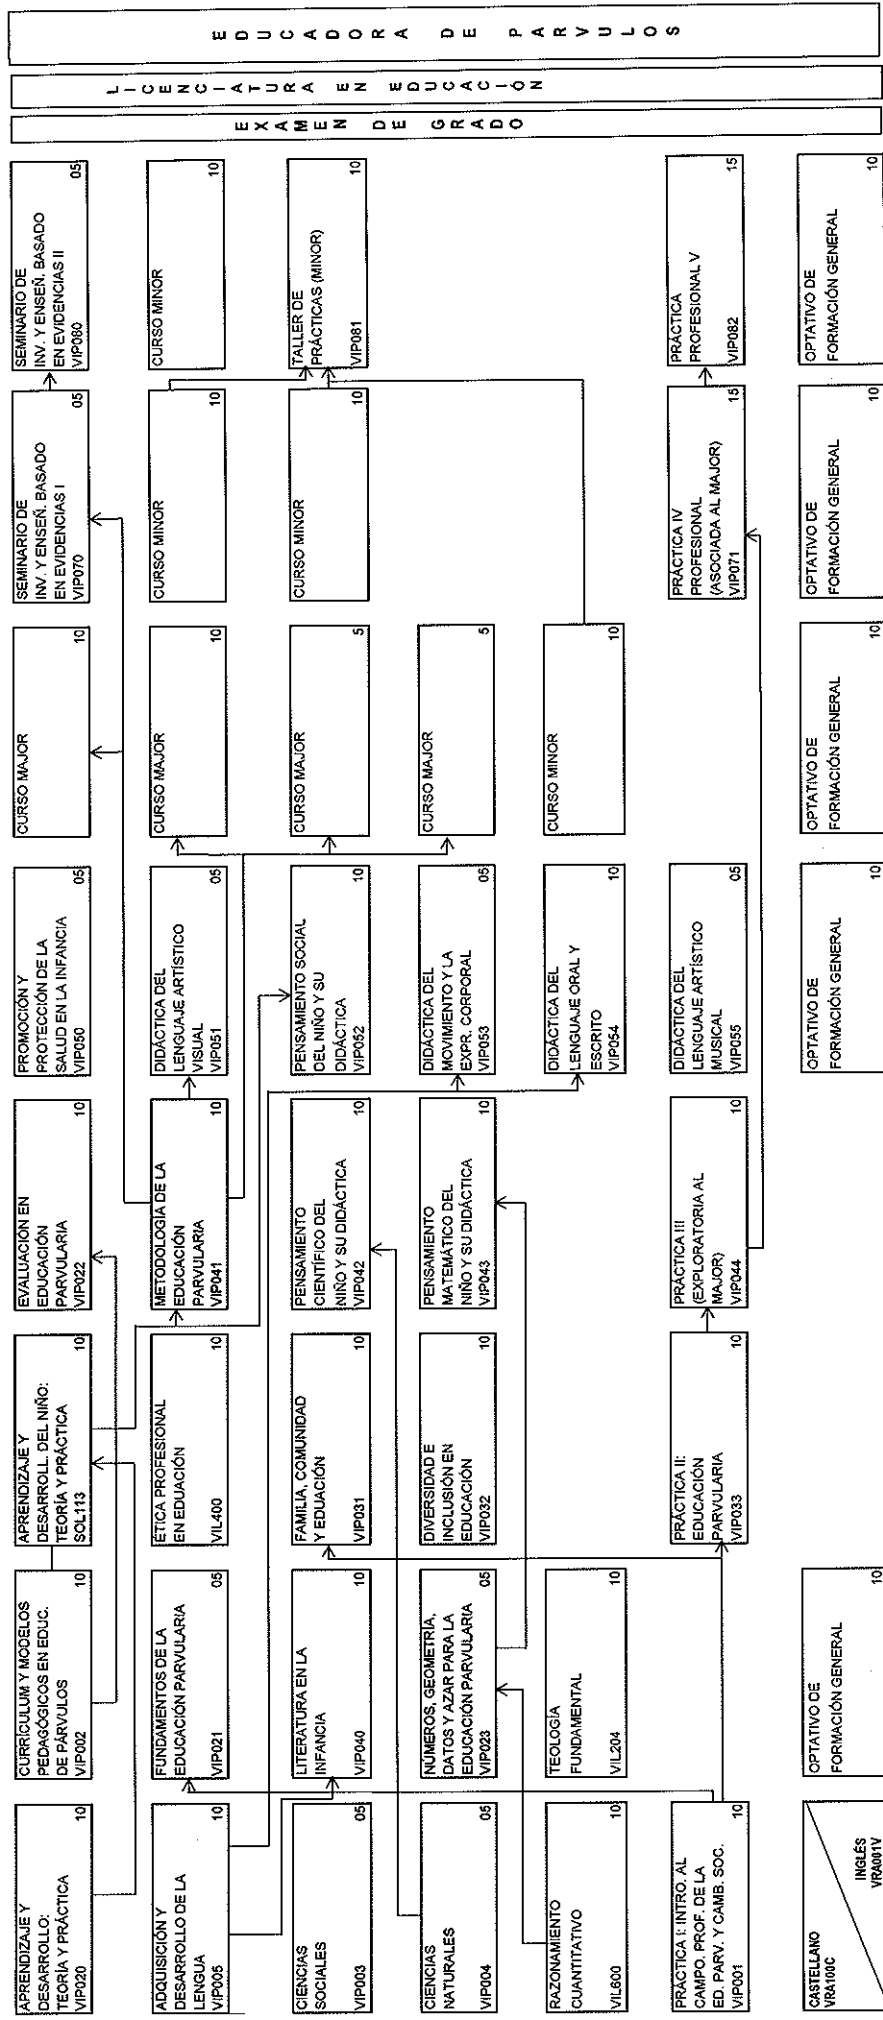 APRENDIZAJE Y
DESARROLLO:
TEORÍA Y PRÁCTICA
VIP020
10
ADQUISICIÓN Y
DESARROLLO DE LA
LENGUA
VIP005
10
CIENCIAS
SOCIALES
VIP003
05
CIENCIAS
NATURALES
VIP004
05
RAZONAMIENTO
CUANTITATIVO
VIL600
10
PRÁCTICA I: INTRO. AL
CAMPO. PROF. DE LA
ED. PARV. Y CAMB. SOC.
VIP001
10
CASTELLANO
VRA100C
INGLÉS
VRA001V
CURRÍCULUM Y MODELOS
PEDAGÓGICOS EN EDUC.
DE PÁRVULOS
VIP002
10
FUNDAMENTOS DE LA
EDUCACIÓN PARVULARIA
VIP021
05
LITERATURA EN LA
INFANCIA
VIP040
10
NÚMEROS, GEOMETRÍA,
DATOS Y AZAR PARA LA
EDUCACIÓN PARVULARIA
VIP023
05
TEOLOGÍA
FUNDAMENTAL
VIL204
10
OPTATIVO DE
FORMACIÓN GENERAL
10
APRENDIZAJE Y
DESARROLL. DEL NIÑO:
TEORÍA Y PRÁCTICA
SOL113
10
ÉTICA PROFESIONAL
EN EDUACIÓN
VIL400
10
FAMILIA, COMUNIDAD
Y EDUACIÓN
VIP031
10
DIVERSIDAD E
INCLUSIÓN EN
EDUCACIÓN
VIP032
10
PRÁCTICA II:
EDUCACIÓN
PARVULARIA
VIP033
10
EVALUACIÓN EN
EDUCACIÓN
PARVULARIA
VIP022
10
METODOLOGÍA DE LA
EDUCACIÓN
PARVULARIA
VIP041
10
PENSAMIENTO
CIENTÍFICO DEL
NIÑO Y SU DIDÁCTICA
VIP042
10
PENSAMIENTO
MATEMÁTICO DEL
NIÑO Y SU DIDÁCTICA
VIP043
10
PRÁCTICA III
(EXPLORATORIA AL
MAJOR)
VIP044
10
PROMOCIÓN Y
PROTECCIÓN DE LA
SALUD EN LA INFANCIA
VIP050
05
DIDÁCTICA DEL
LENGUAJE ARTÍSTICO
VISUAL
VIP051
05
PENSAMIENTO SOCIAL
DEL NIÑO Y SU
DIDÁCTICA
VIP052
10
DIDÁCTICA DEL
MOVIMIENTO Y LA
EXPR. CORPORAL
VIP053
05
DIDÁCTICA DEL
LENGUAJE ORAL Y
ESCRITO
VIP054
10
DIDÁCTICA DEL
LENGUAJE ARTÍSTICO
MUSICAL
VIP055
05
OPTATIVO DE
FORMACIÓN GENERAL
10
CURSO MAJOR
10
CURSO MAJOR
10
CURSO MAJOR
5
CURSO MAJOR
5
CURSO MINOR
10
OPTATIVO DE
FORMACIÓN GENERAL
10
SEMINARIO DE
INV. Y ENSEÑ. BASADO
EN EVIDENCIAS I
VIP070
05
CURSO MINOR
10
CURSO MINOR
10
PRÁCTICA IV
PROFESIONAL
(ASOCIADA AL MAJOR)
VIP071
15
OPTATIVO DE
FORMACIÓN GENERAL
10
SEMINARIO DE
INV. Y ENSEÑ. BASADO
EN EVIDENCIAS II
VIP080
05
CURSO MINOR
10
TALLER DE
PRÁCTICAS (MINOR)
VIP081
10
PRÁCTICA
PROFESIONAL V
VIP082
15
OPTATIVO DE
FORMACIÓN GENERAL
10
EXAMEN DE GRADO
LICENCIATURA EN EDUCACIÓN
EDUCADORA DE PARVULOS